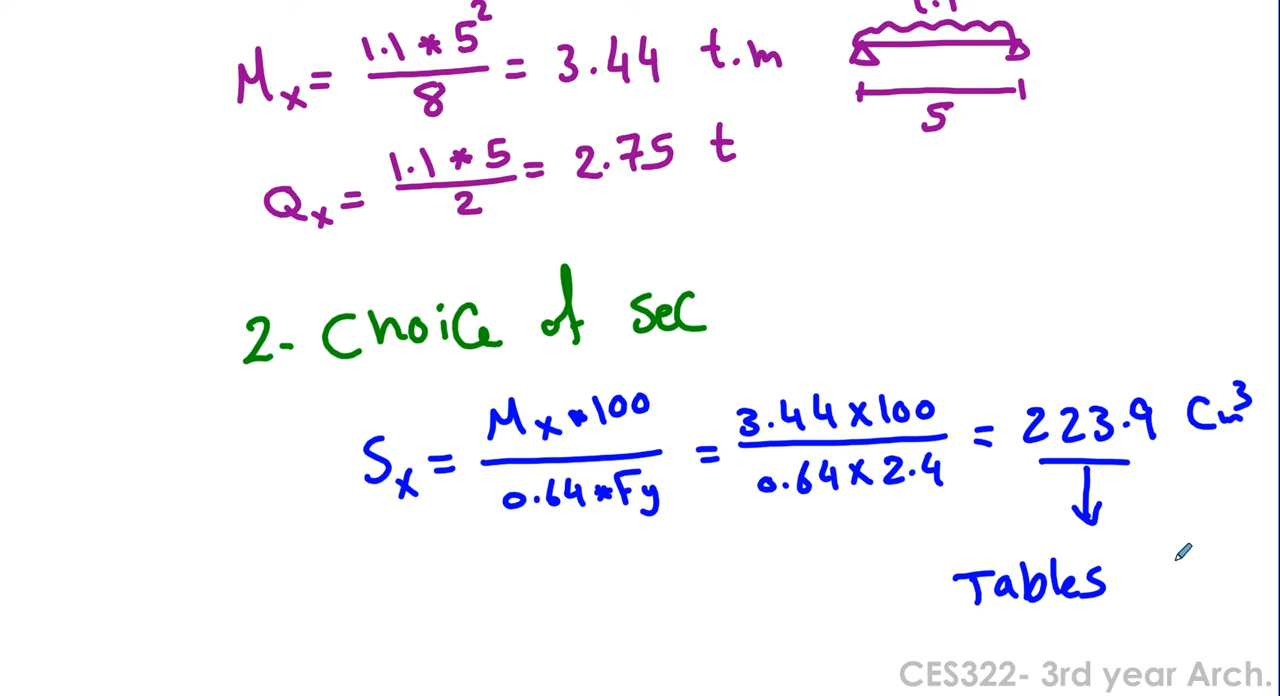 1.1
Mx = 1.1 * 5² / 8 = 3.44 t.m
5
Qx = 1.1 * 5 / 2 = 2.75 t
2- Choice of sec
Sx = Mx * 100 / 0.64 * Fy = 3.44 x 100 / 0.64 x 2.4 = 223.9 Cm³
Tables
CES322- 3rd year Arch.